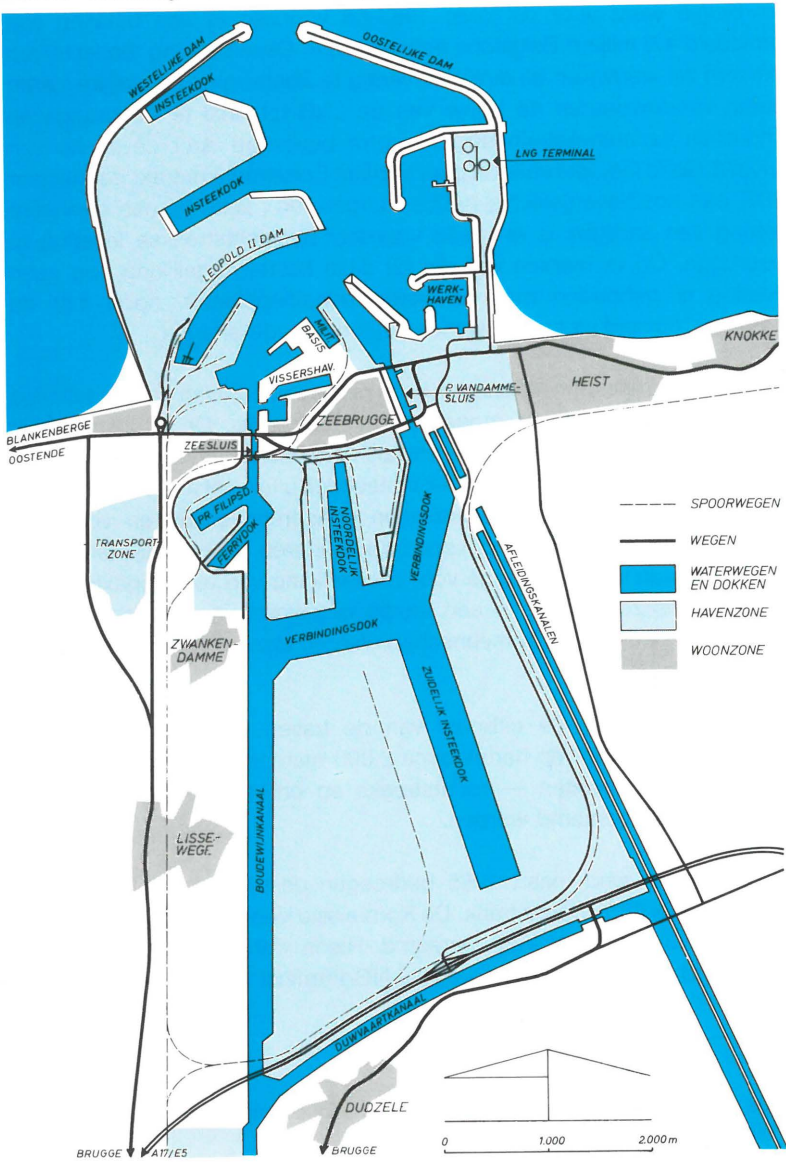 WESTELIJKE DAM
OOSTELIJKE DAM
INSTEEKDOK
LNG TERMINAL
INSTEEKDOK
LEOPOLD II DAM
WERK-
HAVEN
MILIT.
BASIS
KNOKKE
VISSERSHAV.
HEIST
P. VANDAMME-
SLUIS
ZEEBRUGGE
BLANKENBERGE
OOSTENDE
ZEESLUIS
PR. FILIPSD.
FERRYDOK
NOORDELIJK
INSTEEKDOK
VERBINDINGSDOK
TRANSPORT-
ZONE
AFLEIDINGSKANALEN
SPOORWEGEN
WEGEN
WATERWEGEN
EN DOKKEN
HAVENZONE
WOONZONE
VERBINDINGSDOK
ZWANKEN-
DAMME
ZUIDELIJK INSTEEKDOK
BOUDEWIJNKANAAL
LISSE-
WEGE
DUWVAARTKANAAL
DUDZELE
0 1.000 2.000 m
BRUGGE
A17/E5
BRUGGE